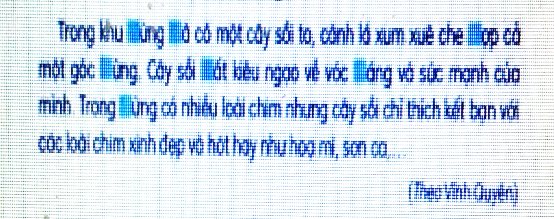 Trong khu ừng có một cây sồi to, cành lá xum xuê che ợp cả
một góc ừng. Cây sồi ất kiêu ngạo về vóc áng và sức mạnh của
mình. Trong ừng có nhiều loài chim nhưng cây sồi chỉ thích kết bạn với
các loài chim xinh đẹp và hót hay như họa mi, sơn ca,...
(Theo Vĩnh Quyên)